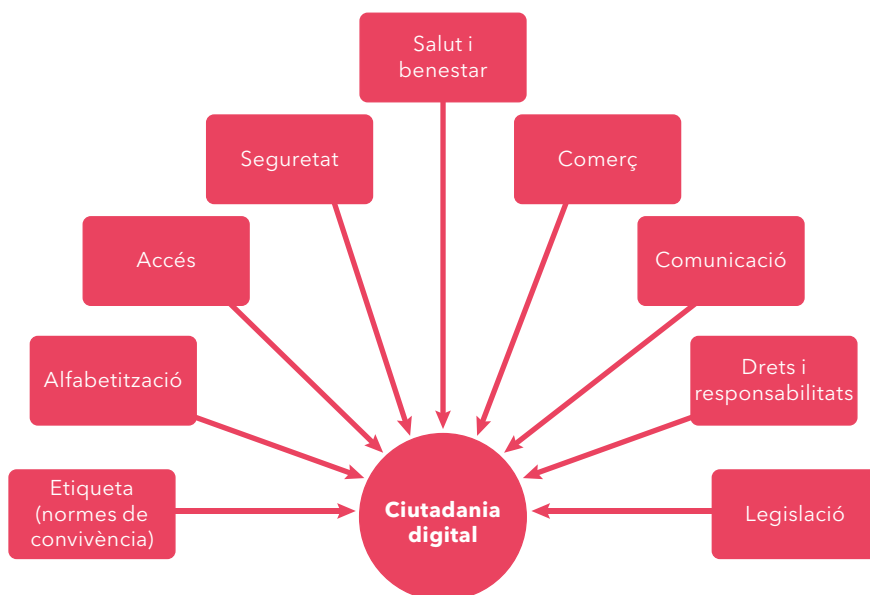 Salut i
benestar
Seguretat
Comerç
Accés
Comunicació
Alfabetització
Drets i
responsabilitats
Etiqueta
(normes de
convivència)
Ciutadania
digital
Legislació